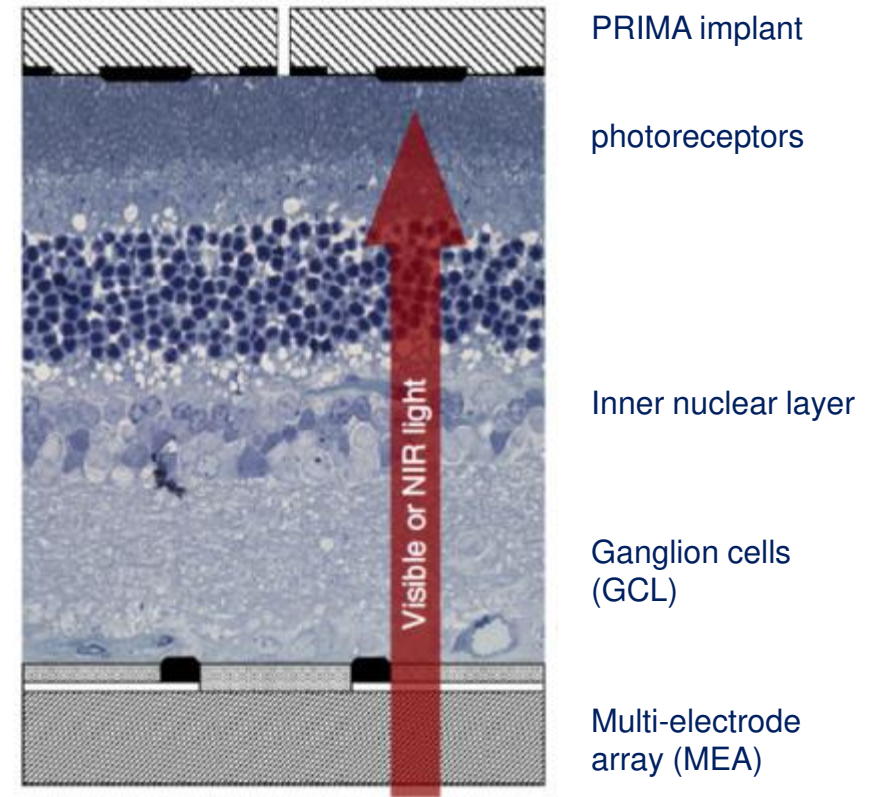 PRIMA implant
photoreceptors
Visible or NIR light
Inner nuclear layer
Ganglion cells
(GCL)
Multi-electrode
array (MEA)